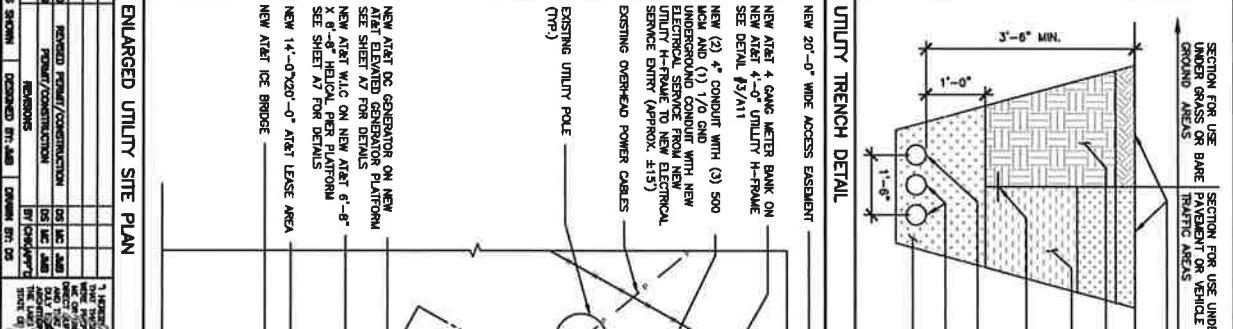 SECTION FOR USE
UNDER GRASS OR BARE
GROUND AREAS
SECTION FOR USE
PAVEMENT OR VEHICLE
TRAFFIC AREAS
3'-6" MIN.
1'-0"
1'-6"
UTILITY TRENCH DETAIL
NEW 20'-0" WIDE ACCESS EASEMENT
NEW AT&T 4 GANG METER BANK ON
NEW AT&T 4'-0" UTILITY H-FRAME
SEE DETAIL #3/A11
NEW (2) 4" CONDUIT WITH (3) 500
MCM AND (1) 1/0 GND
UNDERGROUND CONDUIT WITH NEW
ELECTRICAL SERVICE FROM NEW
UTILITY H-FRAME TO NEW ELECTRICAL
SERVICE ENTRY (APPROX. ±15')
EXISTING OVERHEAD POWER CABLES
EXISTING UTILITY POLE
(TYP.)
NEW AT&T DC GENERATOR ON NEW
AT&T ELEVATED GENERATOR PLATFORM
SEE SHEET A7 FOR DETAILS
NEW AT&T W.I.C ON NEW AT&T 6'-8"
X 8'-8" HELICAL PIER PLATFORM
SEE SHEET A7 FOR DETAILS
NEW 14'-0"X20'-0" AT&T LEASE AREA
NEW AT&T ICE BRIDGE
ENLARGED UTILITY SITE PLAN
REVISED PERMIT/CONSTRUCTION DS MC JMB
PERMIT/CONSTRUCTION DS MC JMB
REVISIONS BY CHK APP'D
SHOWN DESIGNED BY: JMB DRAWN BY: DS